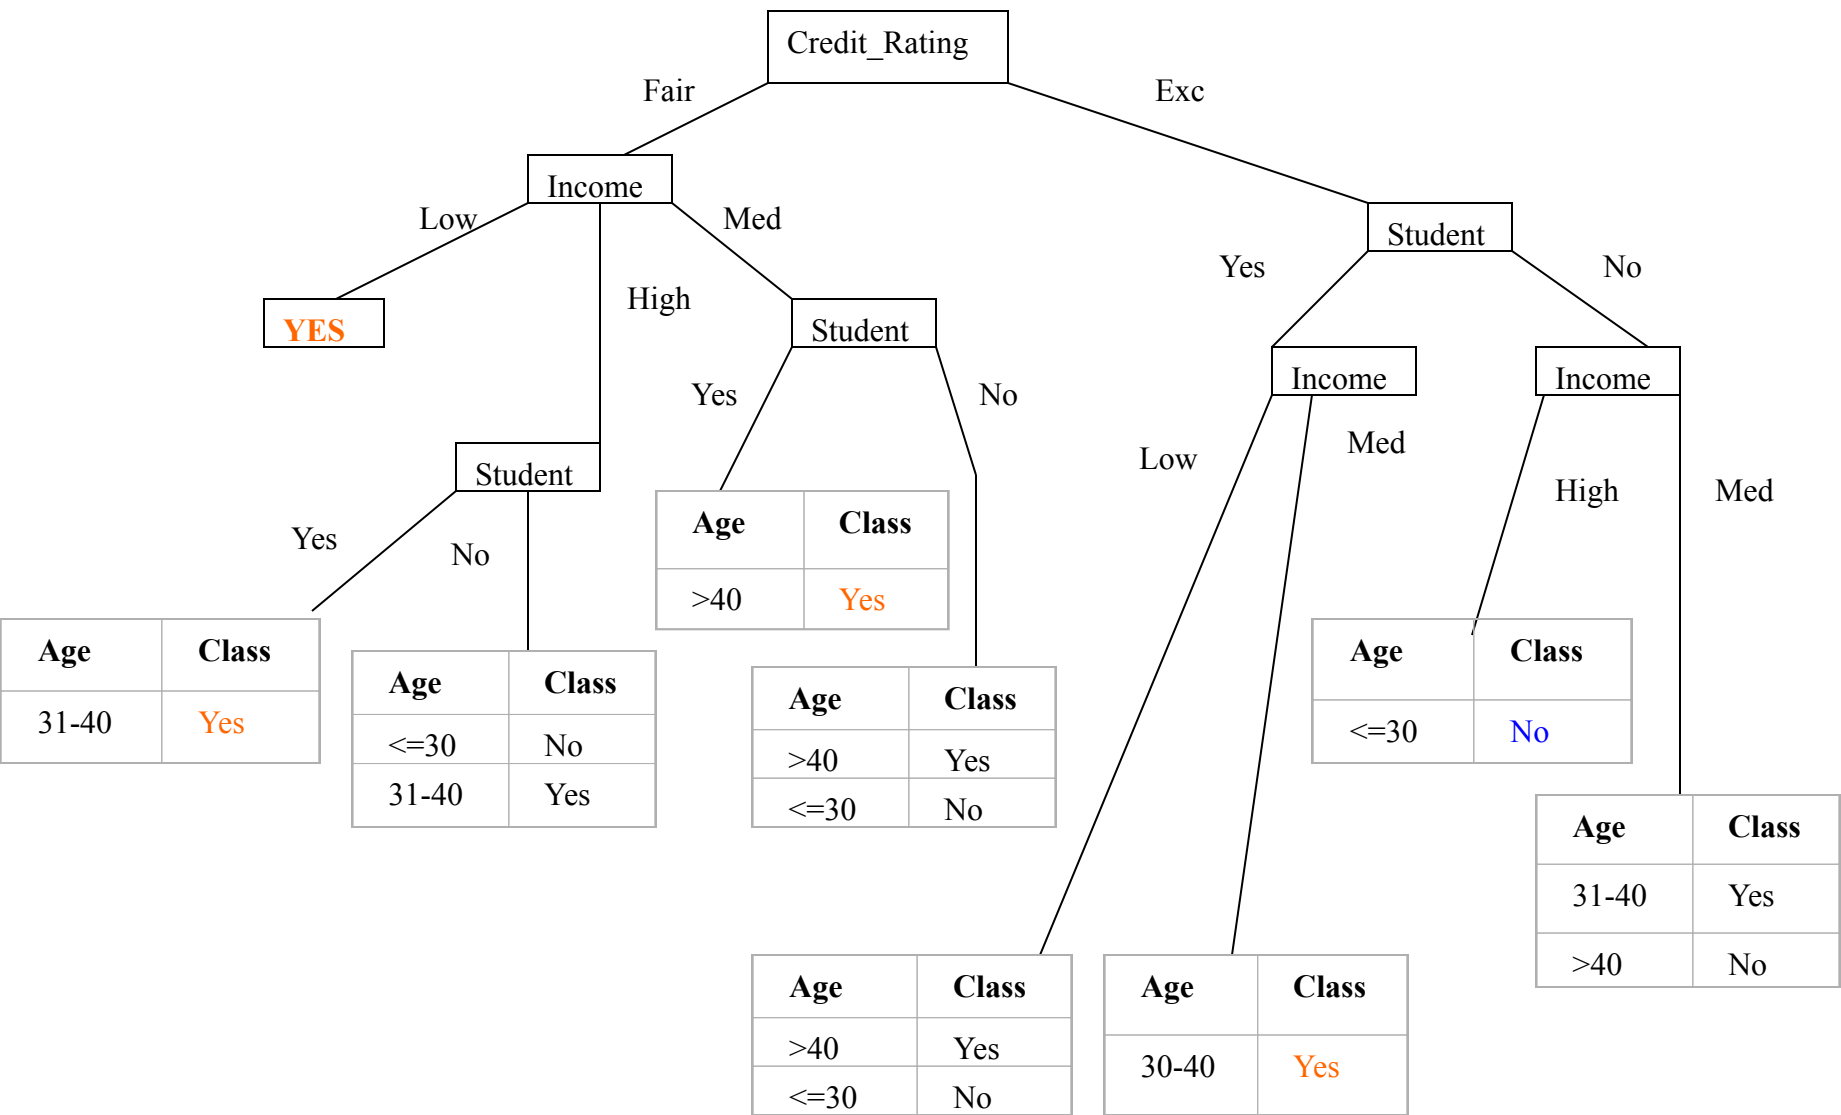 Credit_Rating
Fair
Exc
Income
Low
Med
Student
Yes
No
High
YES
Student
Yes
No
Income
Income
Low
Med
High
Med
Student
Yes
No
Age Class
>40 Yes
Age Class
31-40 Yes
Age Class
<=30 No
31-40 Yes
Age Class
>40 Yes
<=30 No
Age Class
<=30 No
Age Class
31-40 Yes
>40 No
Age Class
>40 Yes
<=30 No
Age Class
30-40 Yes